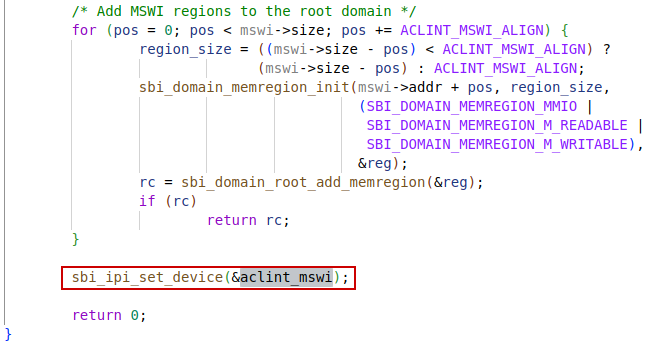 /* Add MSWI regions to the root domain */
for (pos = 0; pos < mswi->size; pos += ACLINT_MSWI_ALIGN) {
region_size = ((mswi->size - pos) < ACLINT_MSWI_ALIGN) ?
(mswi->size - pos) : ACLINT_MSWI_ALIGN;
sbi_domain_memregion_init(mswi->addr + pos, region_size,
(SBI_DOMAIN_MEMREGION_MMIO |
SBI_DOMAIN_MEMREGION_M_READABLE |
SBI_DOMAIN_MEMREGION_M_WRITABLE),
&reg);
rc = sbi_domain_root_add_memregion(&reg);
if (rc)
return rc;
}
sbi_ipi_set_device(&aclint_mswi);
return 0;
}